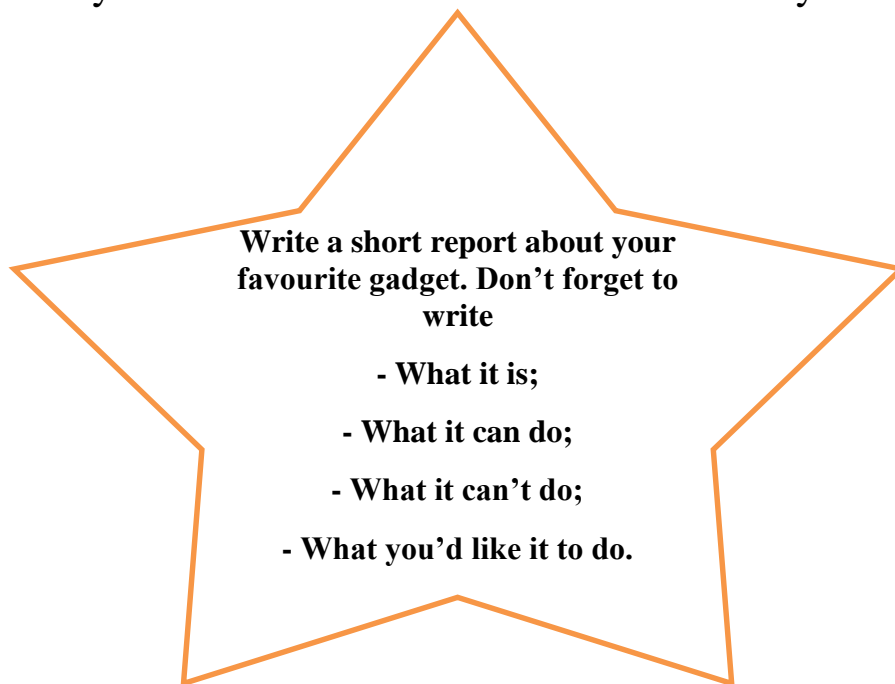 Write a short report about your
favourite gadget. Don’t forget to
write
- What it is;
- What it can do;
- What it can’t do;
- What you’d like it to do.